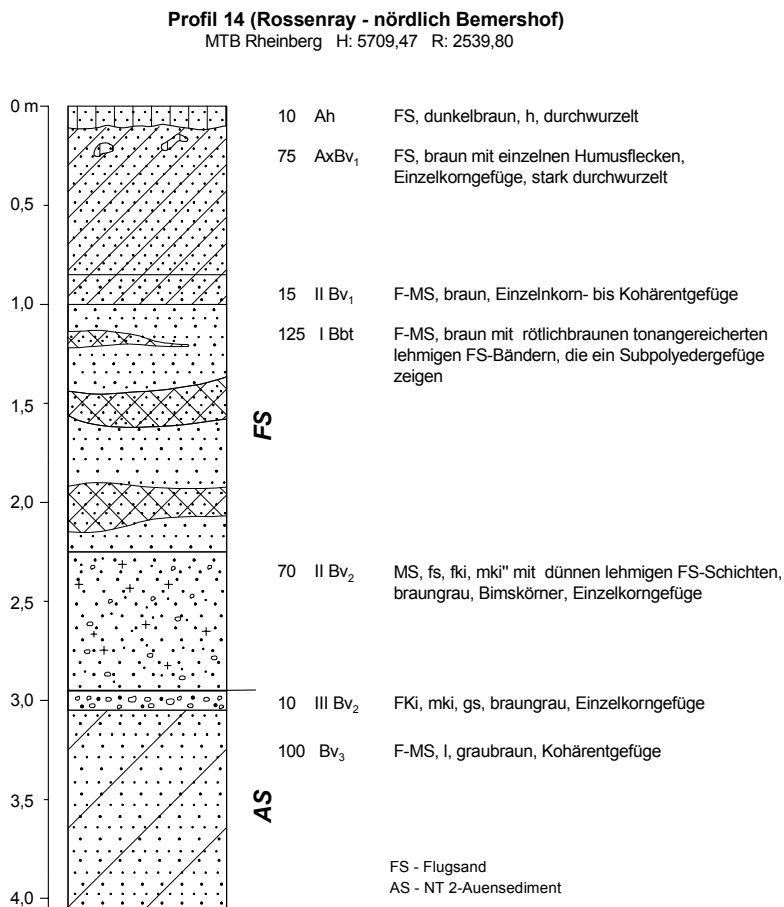 Profil 14 (Rossenray - nördlich Bemershof)
MTB Rheinberg H: 5709,47 R: 2539,80
0 m
10 Ah FS, dunkelbraun, h, durchwurzelt
75 AxBv1 FS, braun mit einzelnen Humusflecken,
Einzelkorngefüge, stark durchwurzelt
0,5
15 II Bv1 F-MS, braun, Einzelnkorn- bis Kohärentgefüge
1,0
125 I Bbt F-MS, braun mit rötlichbraunen tonangereicherten
lehmigen FS-Bändern, die ein Subpolyedergefüge
zeigen
1,5
FS
2,0
70 II Bv2 MS, fs, fki, mki" mit dünnen lehmigen FS-Schichten,
braungrau, Bimskörner, Einzelkorngefüge
2,5
3,0
10 III Bv2 FKi, mki, gs, braungrau, Einzelkorngefüge
100 Bv3 F-MS, l, graubraun, Kohärentgefüge
3,5
AS
FS - Flugsand
AS - NT 2-Auensediment
4,0